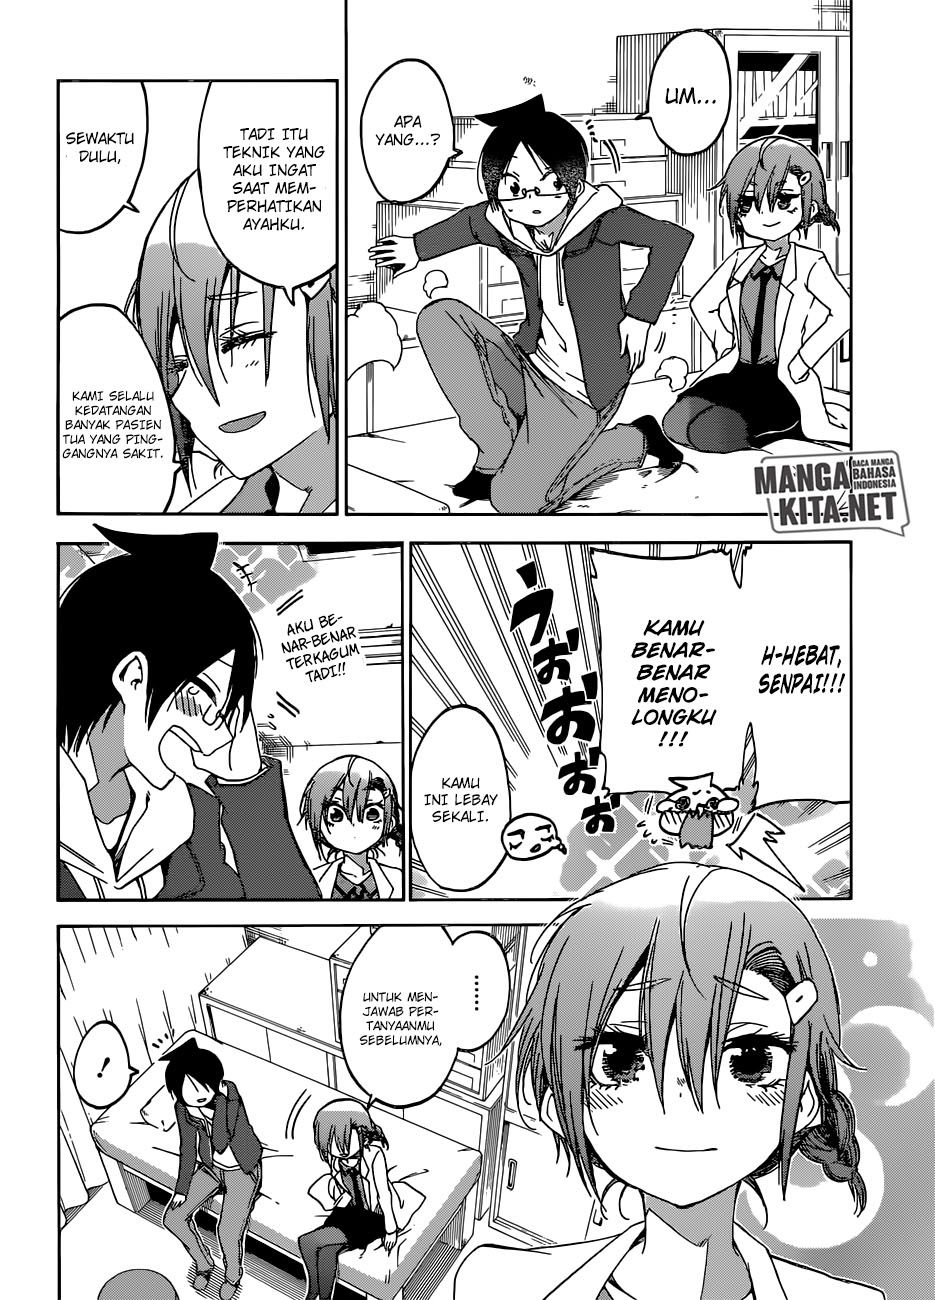 UM...
APA
YANG...?
TADI ITU
TEKNIK YANG
AKU INGAT
SAAT MEM-
PERHATIKAN
AYAHKU.
SEWAKTU
DULU,
KAMI SELALU
KEDATANGAN
BANYAK PASIEN
TUA YANG PING-
GANGNYA SAKIT.
MANGA
KITA.NET
BACA MANGA
BAHASA
INDONESIA
H-HEBAT,
SENPAI!!!
KAMU
BENAR-
BENAR
MENO-
LONGKU
!!!
うおおおお
KAMU
INI LEBAY
SEKALI.
AKU BE-
NAR-BENAR
TERKAGUM
TADI!!
........
UNTUK MEN-
JAWAB PER-
TANYAANMU
SEBELUMNYA,
!